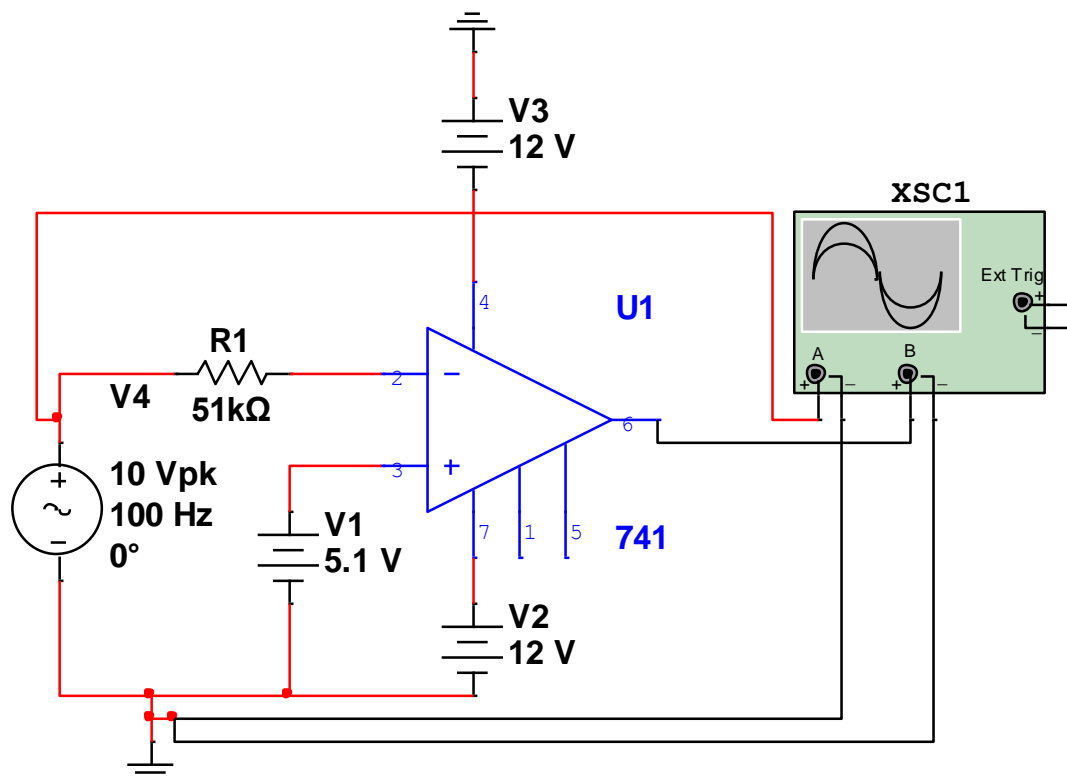 V3
12 V
XSC1
Ext Trig
+
−
A
B
+
−
+
−
4
U1
R1
2
−
V4
51kΩ
6
+
10 Vpk
100 Hz
0°
−
3
+
V1
5.1 V
7
1
5
741
V2
12 V